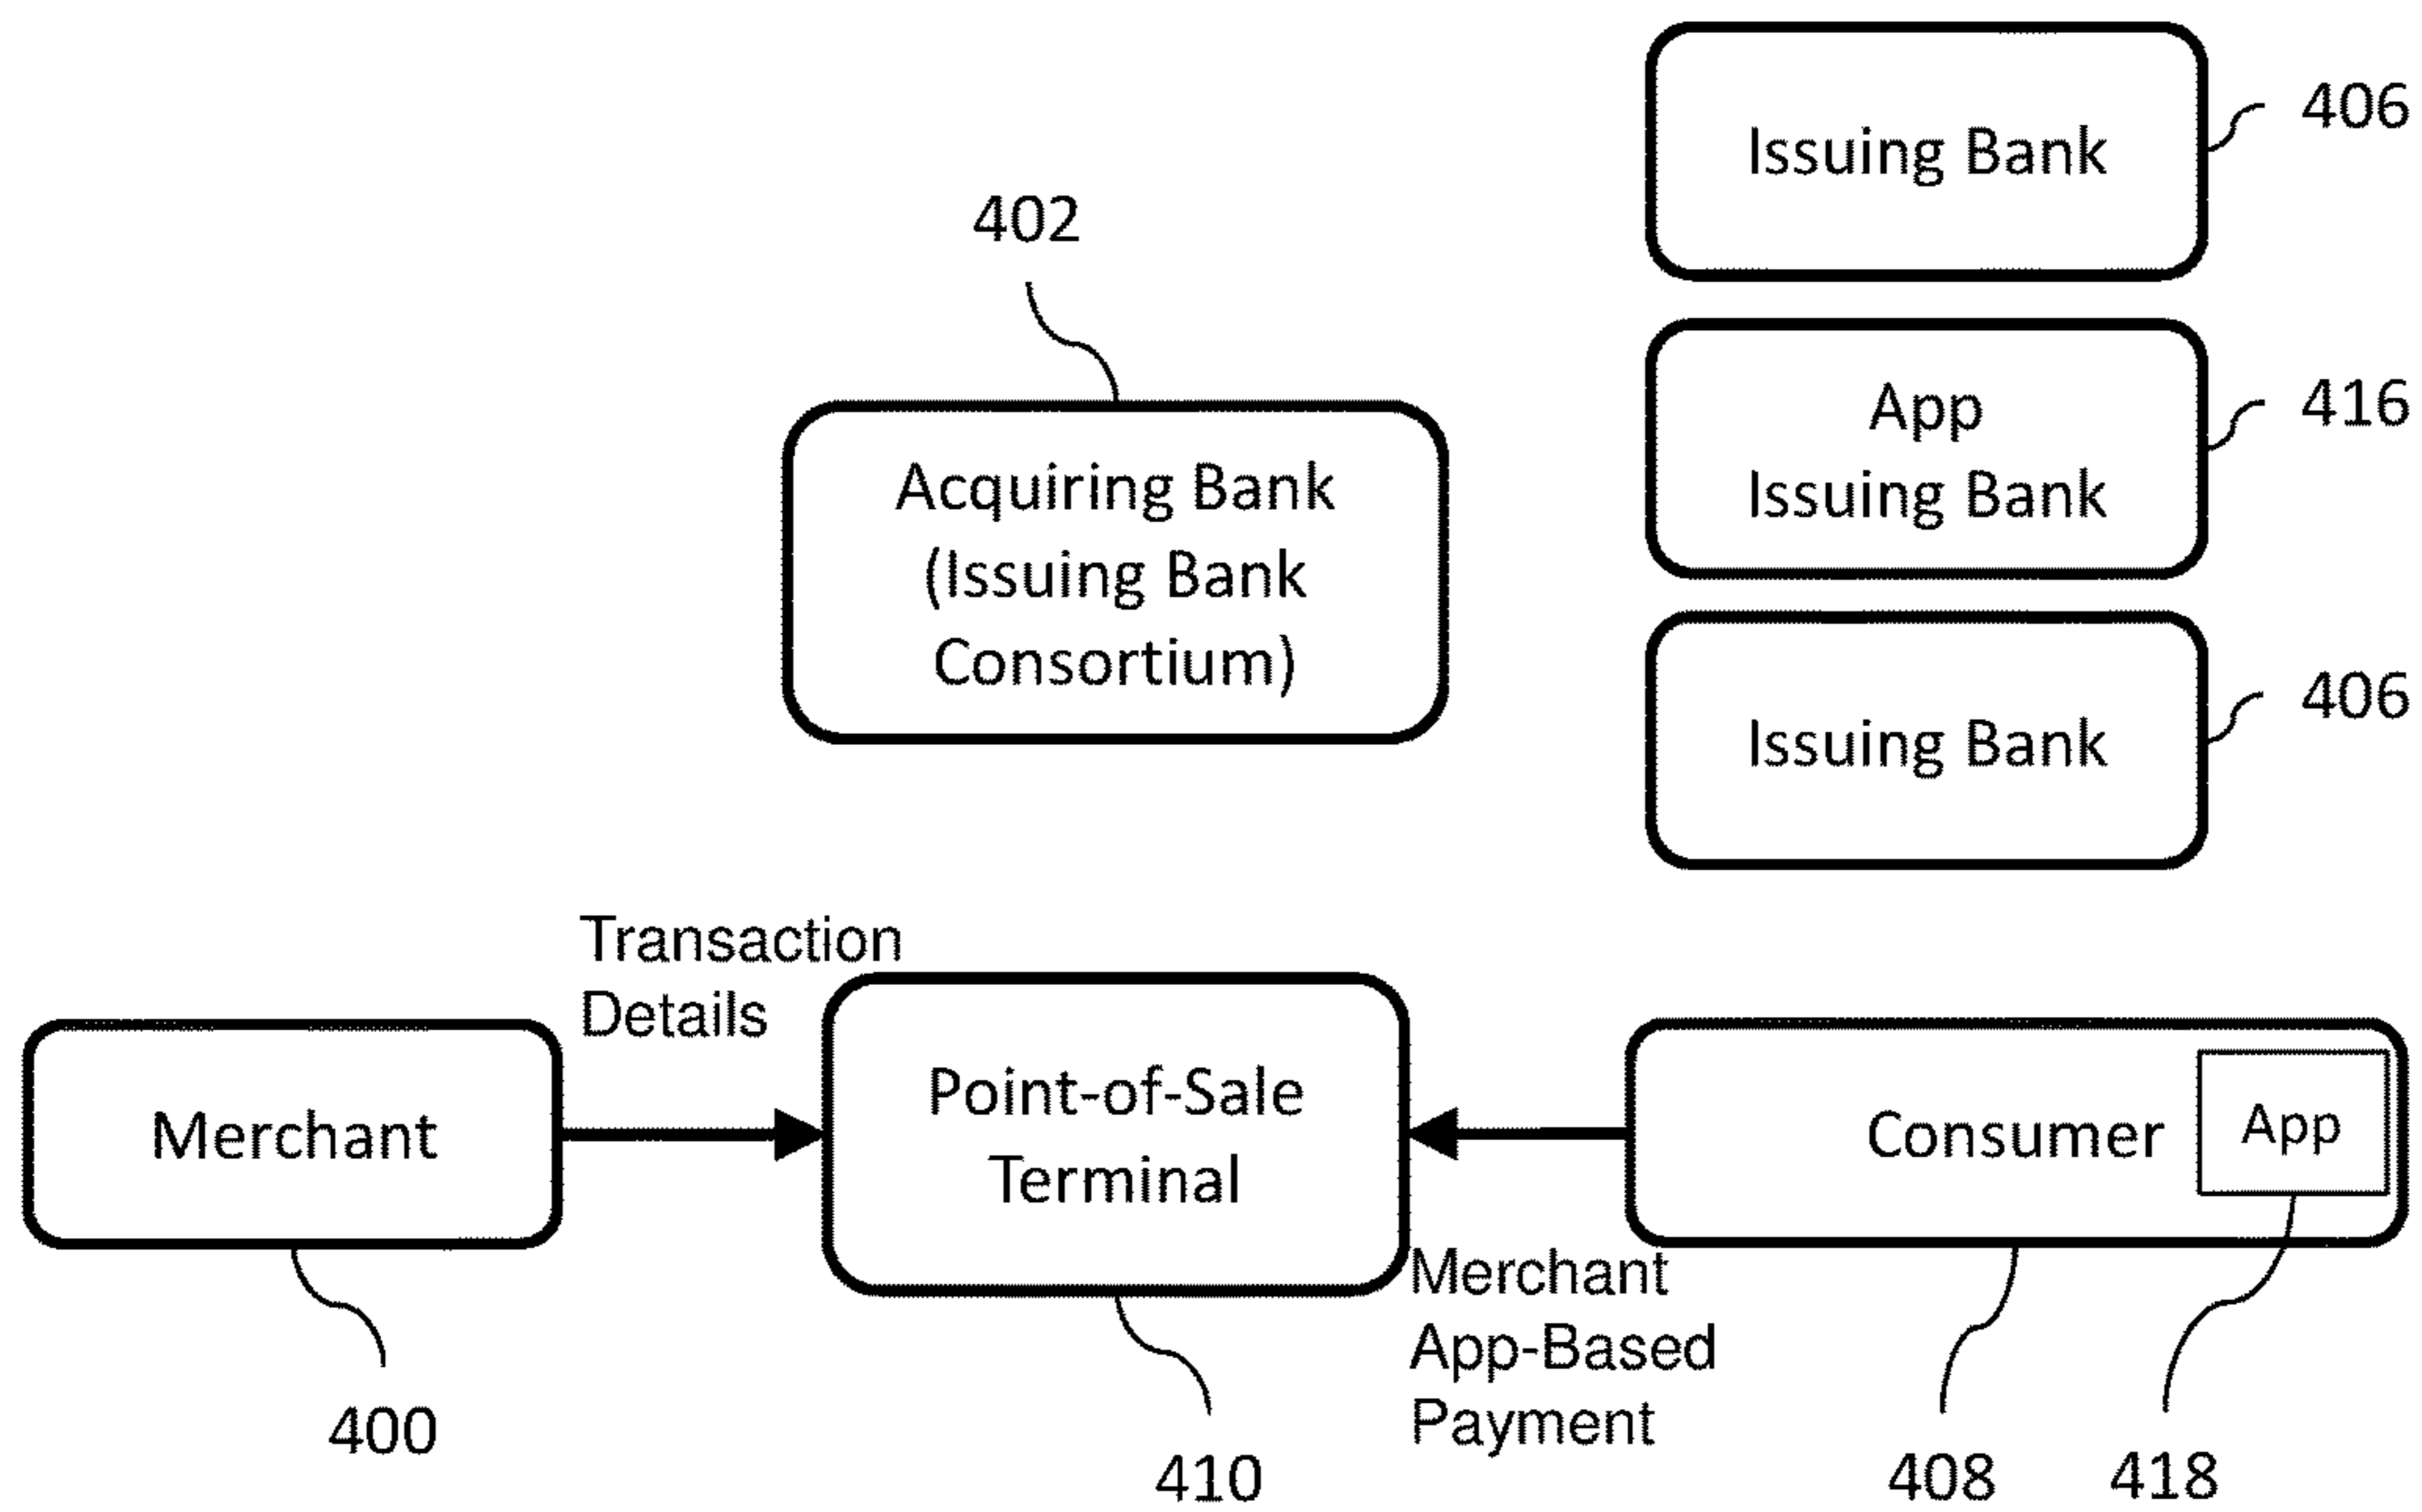 406
Issuing Bank
402
416
App
Issuing Bank
Acquiring Bank
(Issuing Bank
Consortium)
406
Issuing Bank
Transaction
Details
Merchant
Point-of-Sale
Terminal
Consumer
App
Merchant
App-Based
Payment
400
410
408
418